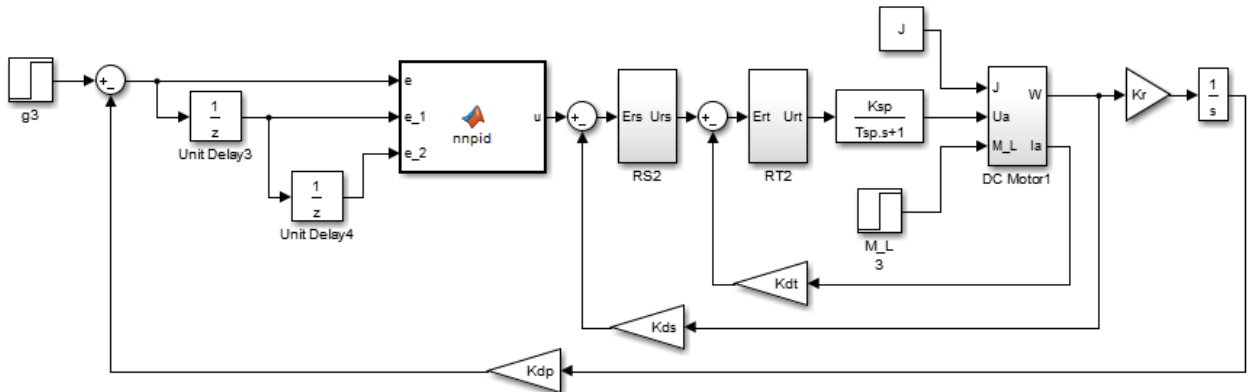 g3
+
-
1
z
Unit Delay3
1
z
Unit Delay4
e
e_1
e_2
nnpid
u
+
-
Ers Urs
RS2
+
-
Ert Urt
RT2
Ksp
Tsp.s+1
J
J
Ua
M_L
W
Ia
DC Motor1
M_L
3
Kr
1
s
Kdt
Kds
Kdp